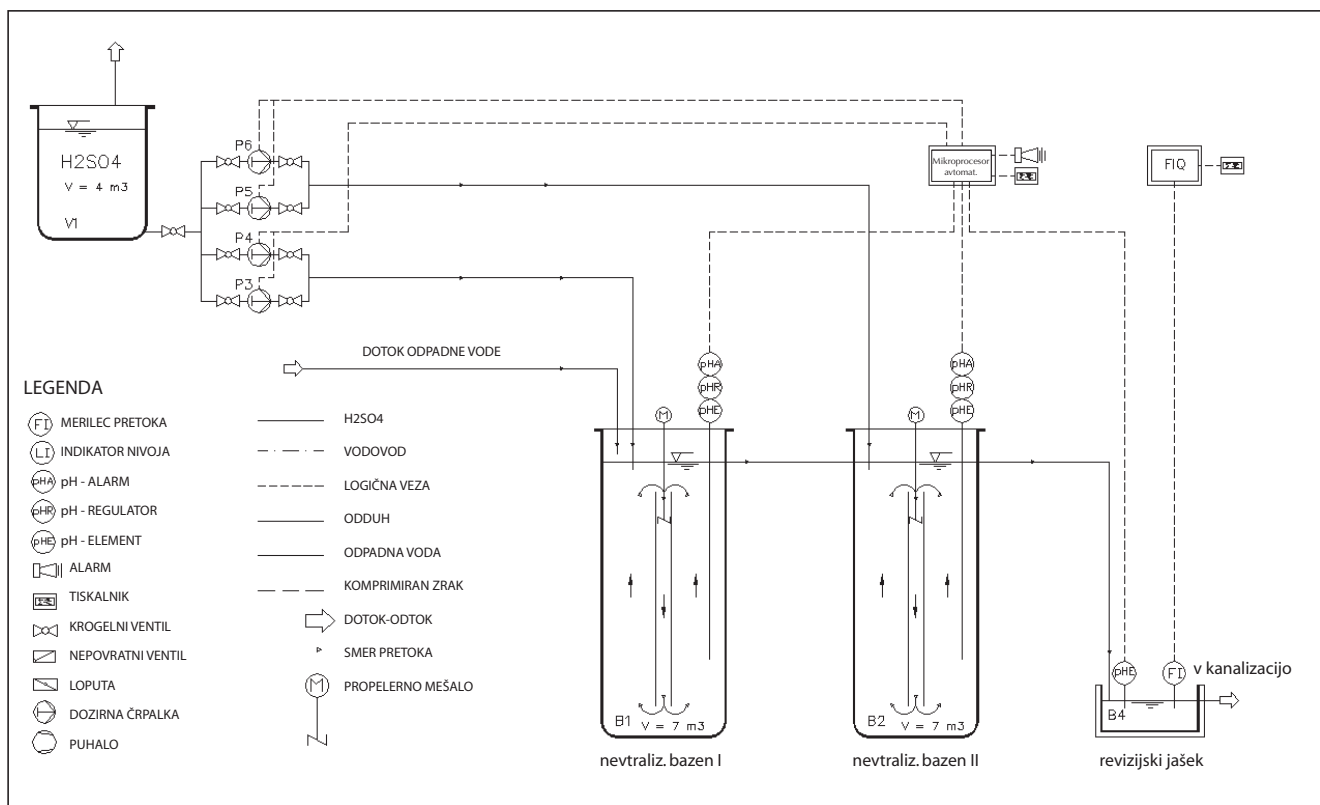 H2SO4
V = 4 m3
V1
P6
P5
P4
P3
Mikroprocesor
avtomat.
FIQ
DOTOK ODPADNE VODE
pHA
pHR
pHE
M
pHA
pHR
pHE
M
LEGENDA
FI MERILEC PRETOKA
LI INDIKATOR NIVOJA
pHA pH - ALARM
pHR pH - REGULATOR
pHE pH - ELEMENT
ALARM
TISKALNIK
KROGELNI VENTIL
NEPOVRATNI VENTIL
LOPUTA
DOZIRNA ČRPALKA
PUHALO
H2SO4
VODOVOD
LOGIČNA VEZA
ODDUH
ODPADNA VODA
KOMPRIMIRAN ZRAK
DOTOK-ODTOK
SMER PRETOKA
M PROPELERNO MEŠALO
B1 V = 7 m3
nevtraliz. bazen I
B2 V = 7 m3
nevtraliz. bazen II
pHE
FI
v kanalizacijo
B4
revizijski jašek